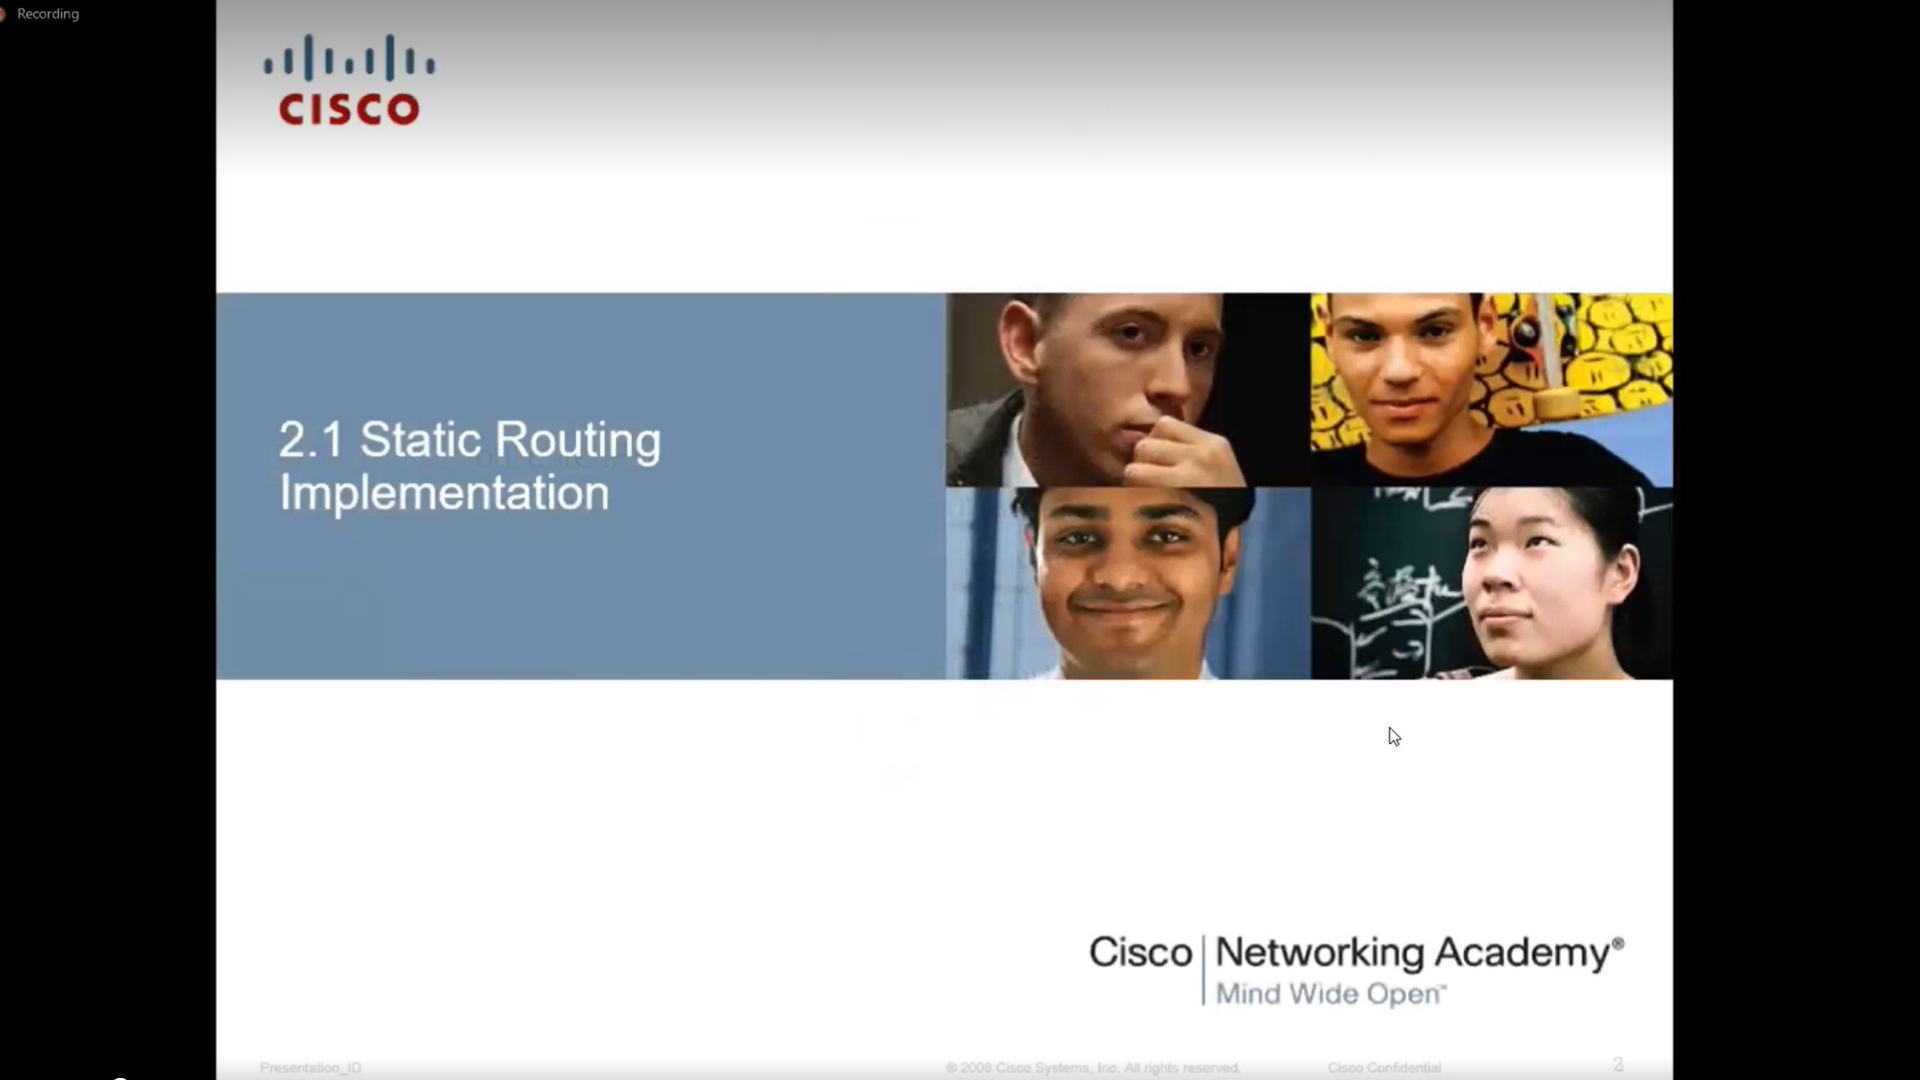 Recording
CISCO
2.1 Static Routing
Implementation
Cisco Networking Academy®
Mind Wide Open™
Presentation_ID
© 2008 Cisco Systems, Inc. All rights reserved.
Cisco Confidential
2